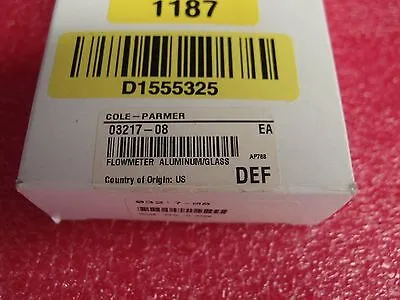 1187
D1555325
COLE-PARMER
03217-08 EA
FLOWMETER ALUMINUM/GLASS AP788
Country of Origin: US DEF